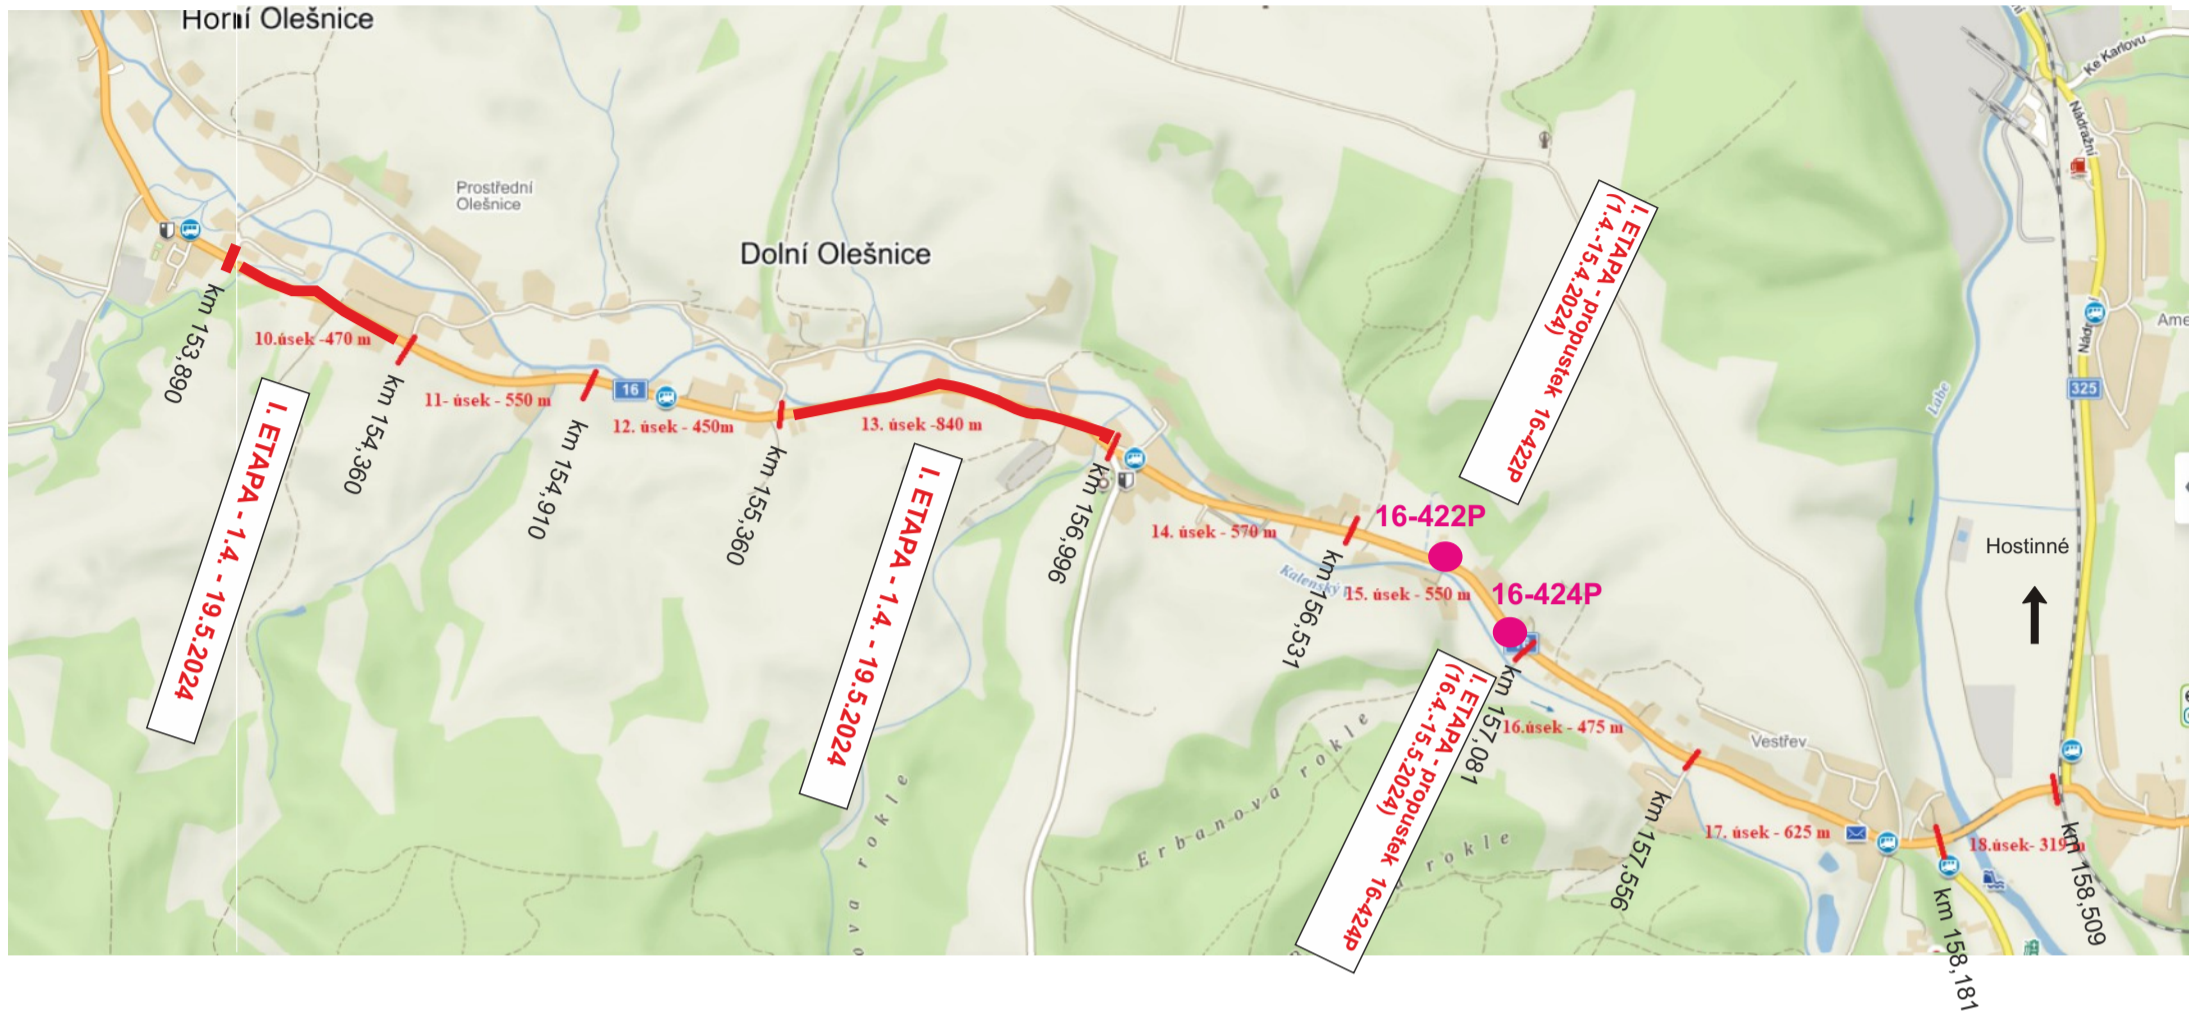 Horní Olešnice
Ke Karlovu
Nádražní
Prostřední
Olešnice
Dolní Olešnice
I. ETAPA - propustek 16-422P
(1.4.-15.4.2024)
km 153,890
10.úsek -470 m
km 154,360
11- úsek - 550 m
km 154,910
16
12. úsek - 450m
km 155,360
13. úsek -840 m
km 156,996
I. ETAPA - 1.4. - 19.5.2024
I. ETAPA - 1.4. - 19.5.2024
14. úsek - 570 m
km 156,531
16-422P
Kalenský
15. úsek - 550 m
16-424P
km 157,081
I. ETAPA - propustek 16-424P
(16.4.-15.5.2024)
16.úsek - 475 m
km 157,556
Vestřev
17. úsek - 625 m
km 158,181
18.úsek- 319
km 158,509
Hostinné
Labe
325
Nád
Ame
Erbanova rokle
rokle
ova rokle